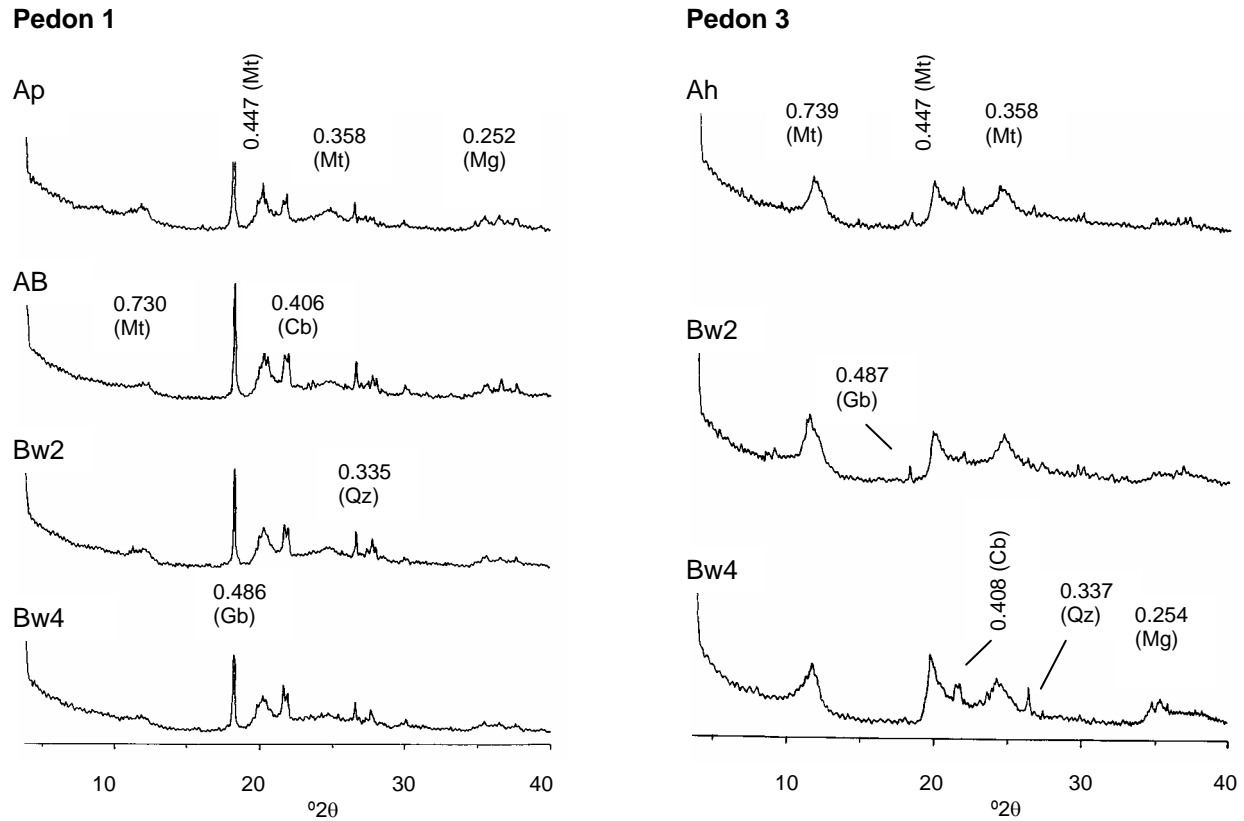 Pedon 1
Ap
0.447 (Mt)
0.358
(Mt)
0.252
(Mg)
AB
0.730
(Mt)
0.406
(Cb)
Bw2
0.335
(Qz)
0.486
(Gb)
Bw4
10 20 30 40
º2θ
Pedon 3
Ah
0.739
(Mt)
0.447 (Mt)
0.358
(Mt)
Bw2
0.487
(Gb)
Bw4
0.408 (Cb)
0.337
(Qz)
0.254
(Mg)
10 20 30 40
º2θ